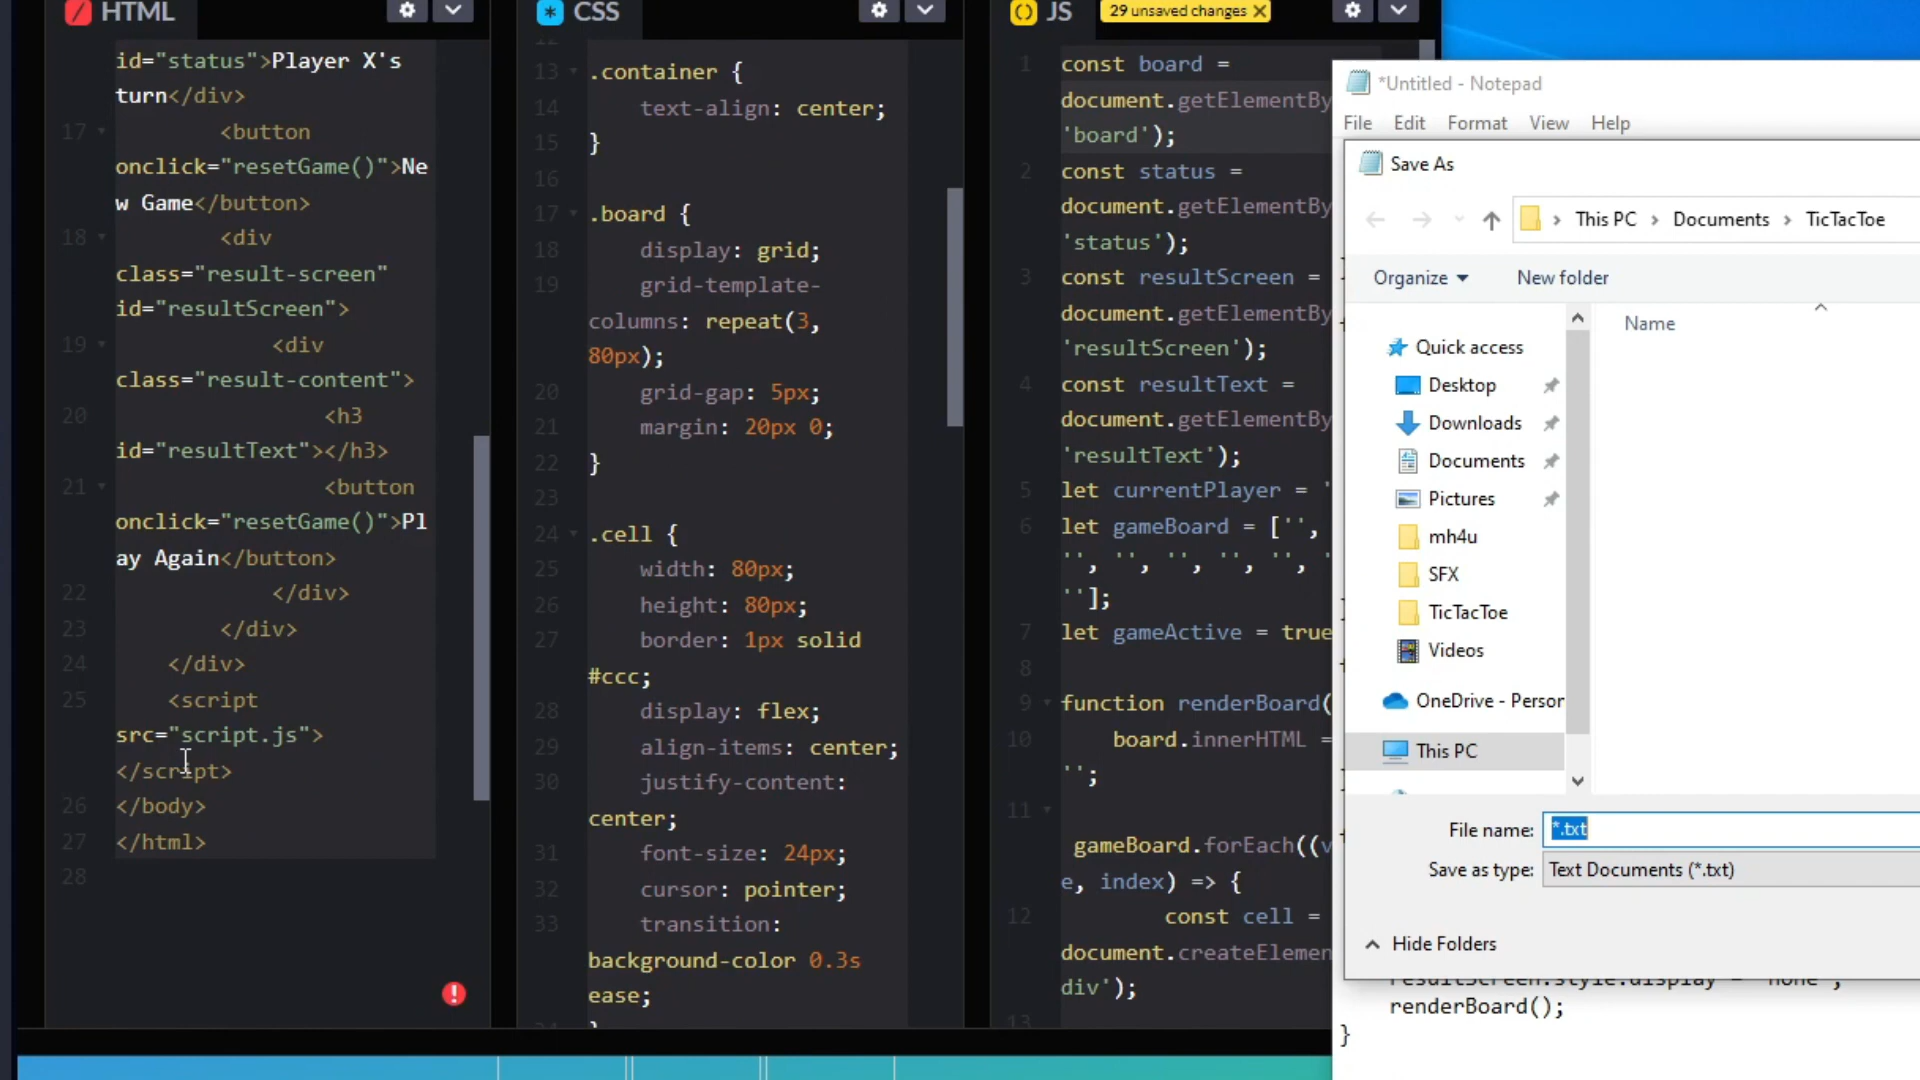 HTML
id="status">Player X's
turn</div>
17 <button
onclick="resetGame()">Ne
w Game</button>
18 <div
class="result-screen"
id="resultScreen">
19 <div
class="result-content">
20 <h3
id="resultText"></h3>
21 <button
onclick="resetGame()">Pl
ay Again</button>
22 </div>
23 </div>
24 </div>
25 <script
src="script.js">
</script>
26 </body>
27 </html>
28
CSS
12
13 .container {
14 text-align: center;
15 }
16
17 .board {
18 display: grid;
19 grid-template-
columns: repeat(3,
80px);
20 grid-gap: 5px;
21 margin: 20px 0;
22 }
23
24 .cell {
25 width: 80px;
26 height: 80px;
27 border: 1px solid
#ccc;
28 display: flex;
29 align-items: center;
30 justify-content:
center;
31 font-size: 24px;
32 cursor: pointer;
33 transition:
background-color 0.3s
ease;
JS
29 unsaved changes X
1 const board =
document.getElementBy
'board');
2 const status =
document.getElementBy
'status');
3 const resultScreen =
document.getElementBy
'resultScreen');
4 const resultText =
document.getElementBy
'resultText');
5 let currentPlayer = '
6 let gameBoard = ['',
'', '', '', '', '', '
''];
7 let gameActive = true
8
9 function renderBoard(
10 board.innerHTML =
'';
11
gameBoard.forEach((v
e, index) => {
12 const cell =
document.createElemen
div');
13
*Untitled - Notepad
File Edit Format View Help
Save As
This PC > Documents > TicTacToe
Organize New folder
Name
Quick access
Desktop
Downloads
Documents
Pictures
mh4u
SFX
TicTacToe
Videos
OneDrive - Person
This PC
File name: *.txt
Save as type: Text Documents (*.txt)
Hide Folders
resultScreen.style.display = 'none';
renderBoard();
}